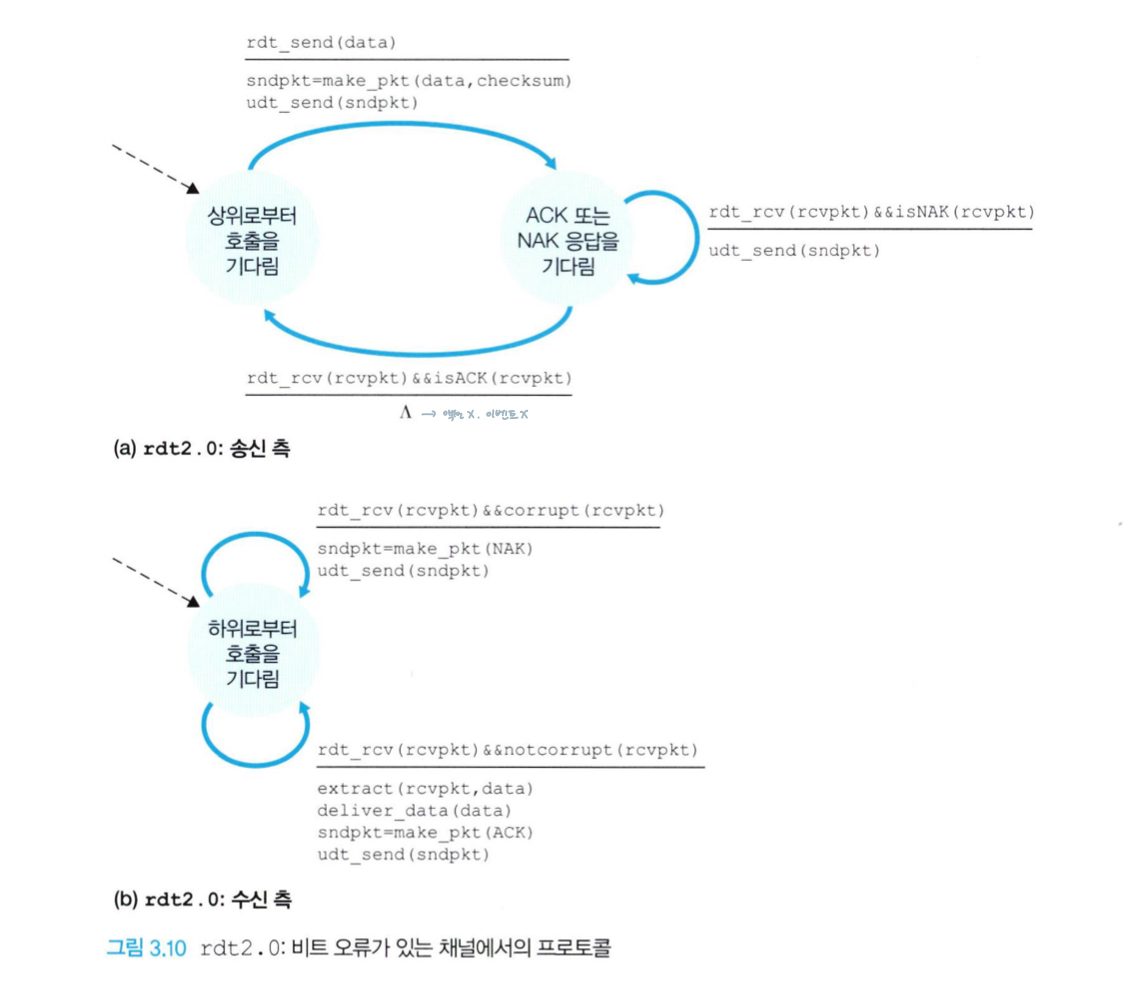 rdt_send(data)
sndpkt=make_pkt(data,checksum)
udt_send(sndpkt)
상위로부터
호출을
기다림
ACK 또는
NAK 응답을
기다림
rdt_rcv(rcvpkt)&&isNAK(rcvpkt)
udt_send(sndpkt)
rdt_rcv(rcvpkt)&&isACK(rcvpkt)
Λ → 액션 X. 이벤트 X
(a) rdt2.0: 송신 측
rdt_rcv(rcvpkt)&&corrupt(rcvpkt)
sndpkt=make_pkt(NAK)
udt_send(sndpkt)
하위로부터
호출을
기다림
rdt_rcv(rcvpkt)&&notcorrupt(rcvpkt)
extract(rcvpkt,data)
deliver_data(data)
sndpkt=make_pkt(ACK)
udt_send(sndpkt)
(b) rdt2.0: 수신 측
그림 3.10 rdt2.0: 비트 오류가 있는 채널에서의 프로토콜